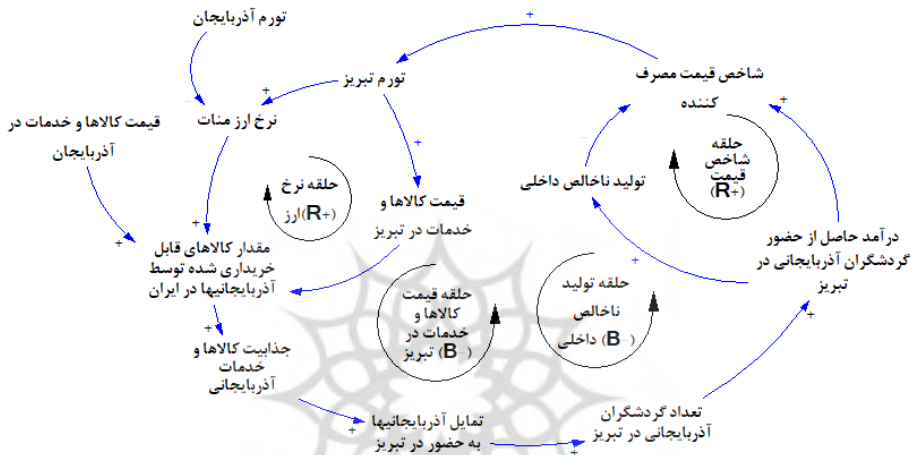 تورم آذربایجان
+
شاخص قیمت مصرف
کننده
تورم تبریز
+
+
نرخ ارز منات
قیمت کالاها و خدمات در
آذربایجان
+
حلقه
شاخص
قیمت
(R+)
تولید ناخالص داخلی
حلقه نرخ
ارز (R+)
قیمت کالاها و
خدمات در تبریز
+
+
درآمد حاصل از حضور
گردشگران آذربایجانی در
تبریز
مقدار کالاهای قابل
خریداری شده توسط
آذربایجانیها در ایران
+
حلقه قیمت
کالاها و
خدمات در
تبریز (B-)
حلقه تولید
ناخالص
داخلی (B-)
+
+
جذابیت کالاها و
خدمات
آذربایجانی
تعداد گردشگران
آذربایجانی در تبریز
تمایل آذربایجانیها
به حضور در تبریز
+
+